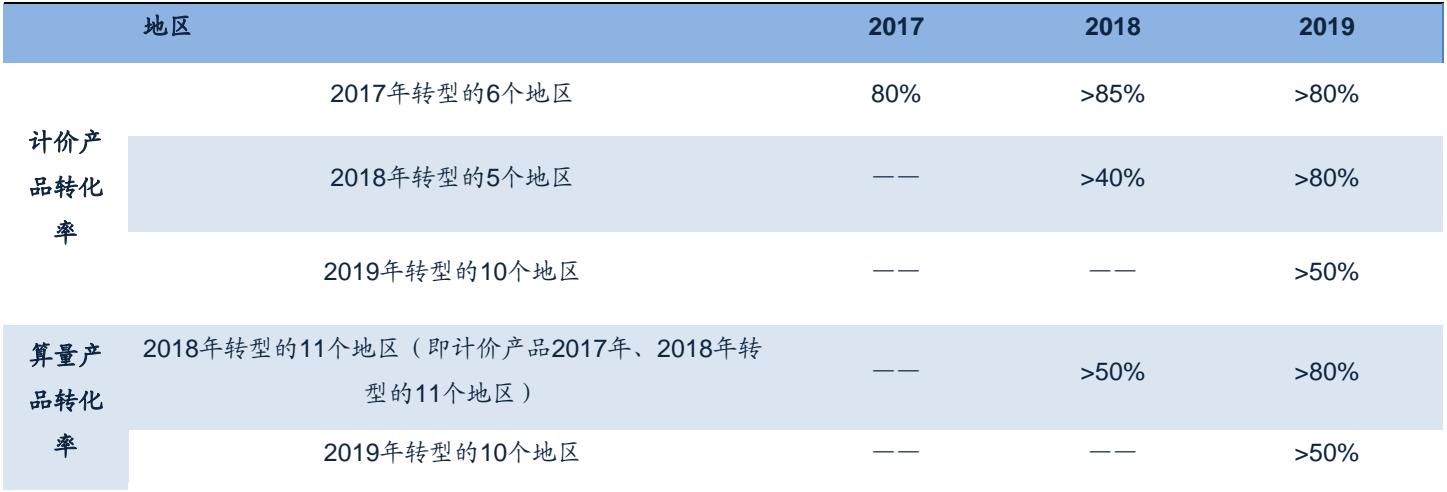 地区 2017 2018 2019
2017年转型的6个地区 80% >85% >80%
计价产
品转化
率
2018年转型的5个地区 —— >40% >80%
2019年转型的10个地区 —— —— >50%
算量产
品转化
率
2018年转型的11个地区（即计价产品2017年、2018年转
型的11个地区） —— >50% >80%
2019年转型的10个地区 —— —— >50%